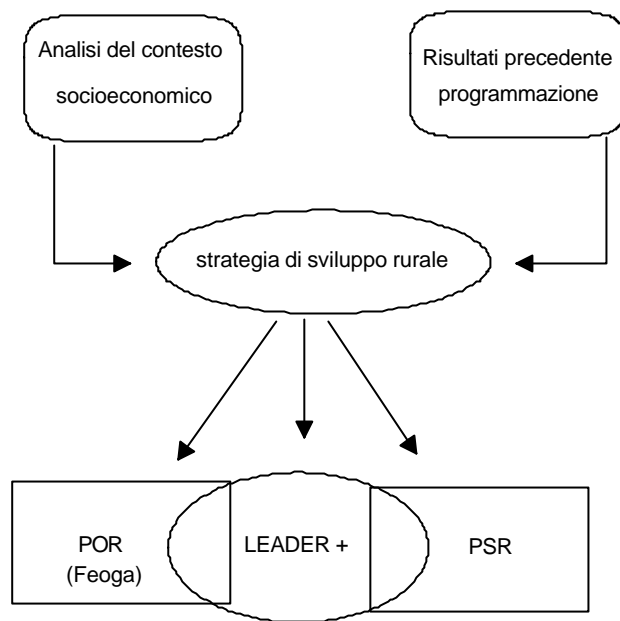 Analisi del contesto
socioeconomico
Risultati precedente
programmazione
strategia di sviluppo rurale
POR
(Feoga)
LEADER +
PSR